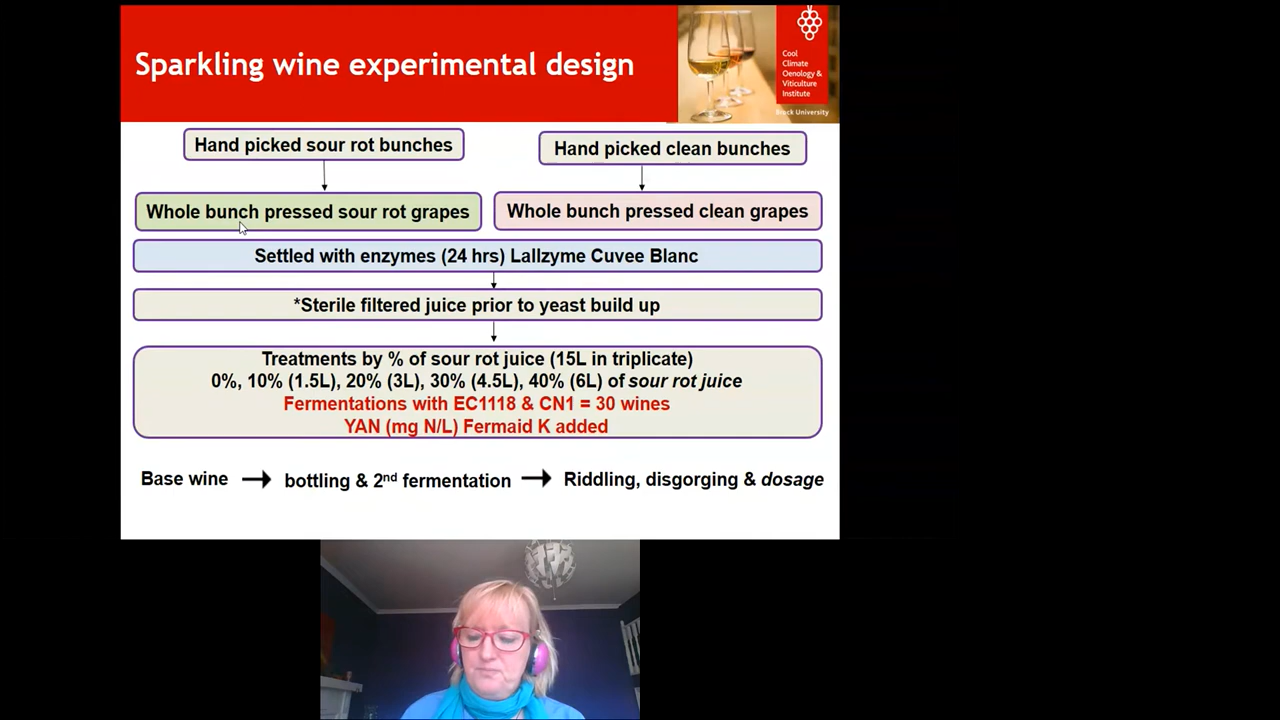 Sparkling wine experimental design
Cool
Climate
Oenology &
Viticulture
Institute
Brock University
Hand picked sour rot bunches
Hand picked clean bunches
Whole bunch pressed sour rot grapes
Whole bunch pressed clean grapes
Settled with enzymes (24 hrs) Lallzyme Cuvee Blanc
*Sterile filtered juice prior to yeast build up
Treatments by % of sour rot juice (15L in triplicate)
0%, 10% (1.5L), 20% (3L), 30% (4.5L), 40% (6L) of sour rot juice
Fermentations with EC1118 & CN1 = 30 wines
YAN (mg N/L) Fermaid K added
Base wine → bottling & 2nd fermentation → Riddling, disgorging & dosage